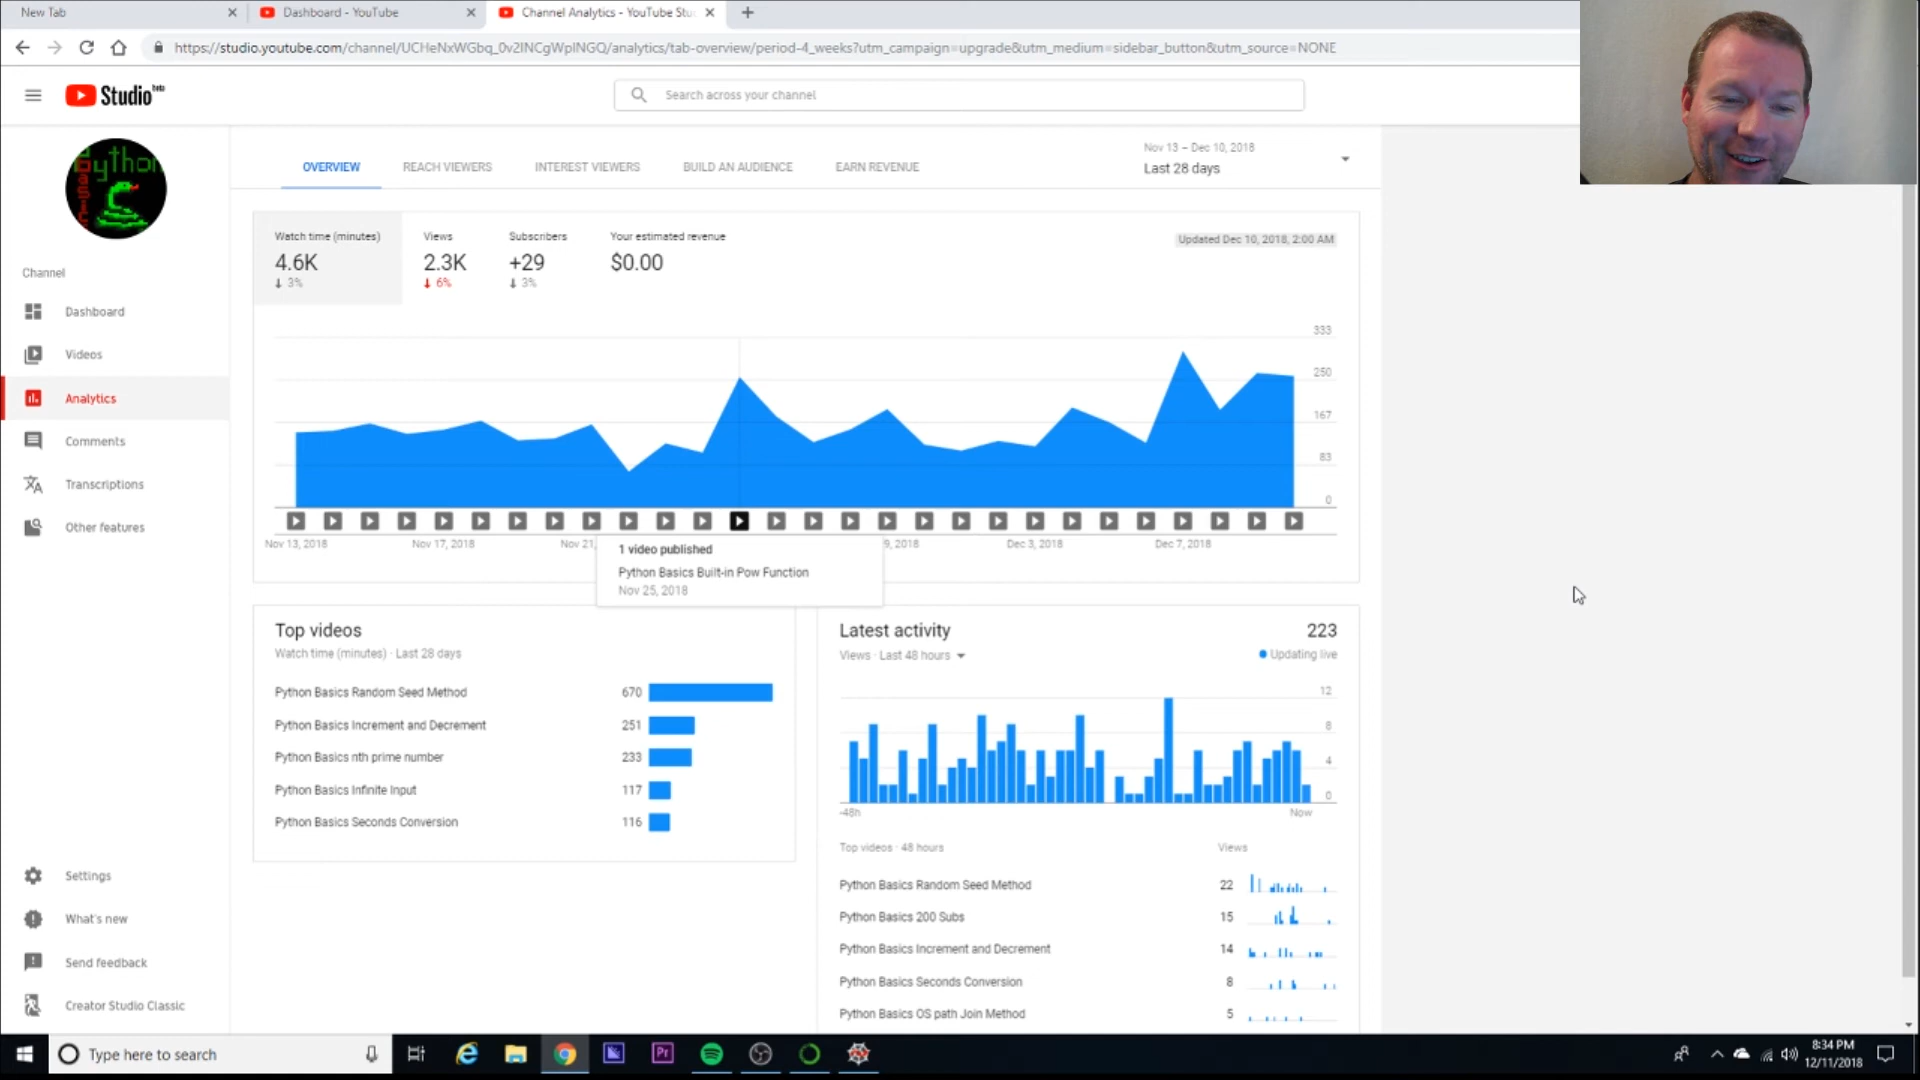 New Tab
Dashboard - YouTube
Channel Analytics - YouTube Stu
https://studio.youtube.com/channel/UCHeNxWGbq_0v2INCgWpINGQ/analytics/tab-overview/period-4_weeks?utm_campaign=upgrade&utm_medium=sidebar_button&utm_source=NONE
Studio beta
Search across your channel
Python
OVERVIEW
REACH VIEWERS
INTEREST VIEWERS
BUILD AN AUDIENCE
EARN REVENUE
Nov 13 – Dec 10, 2018
Last 28 days
Watch time (minutes)
4.6K
3%
Views
2.3K
6%
Subscribers
+29
3%
Your estimated revenue
$0.00
Updated Dec 10, 2018, 2:00 AM
Channel
Dashboard
Videos
Analytics
Comments
Transcriptions
Other features
333
250
167
83
0
Nov 13, 2018
Nov 17, 2018
Nov 21,
9, 2018
Dec 3, 2018
Dec 7, 2018
1 video published
Python Basics Built-in Pow Function
Nov 25, 2018
Top videos
Watch time (minutes) · Last 28 days
Python Basics Random Seed Method 670
Python Basics Increment and Decrement 251
Python Basics nth prime number 233
Python Basics Infinite Input 117
Python Basics Seconds Conversion 116
Latest activity
223
Views · Last 48 hours
Updating live
12
8
4
0
-48h
Now
Top videos · 48 hours
Views
Python Basics Random Seed Method 22
Python Basics 200 Subs 15
Python Basics Increment and Decrement 14
Python Basics Seconds Conversion 8
Python Basics OS path Join Method 5
Settings
What's new
Send feedback
Creator Studio Classic
Type here to search
Pr
8:34 PM
12/11/2018